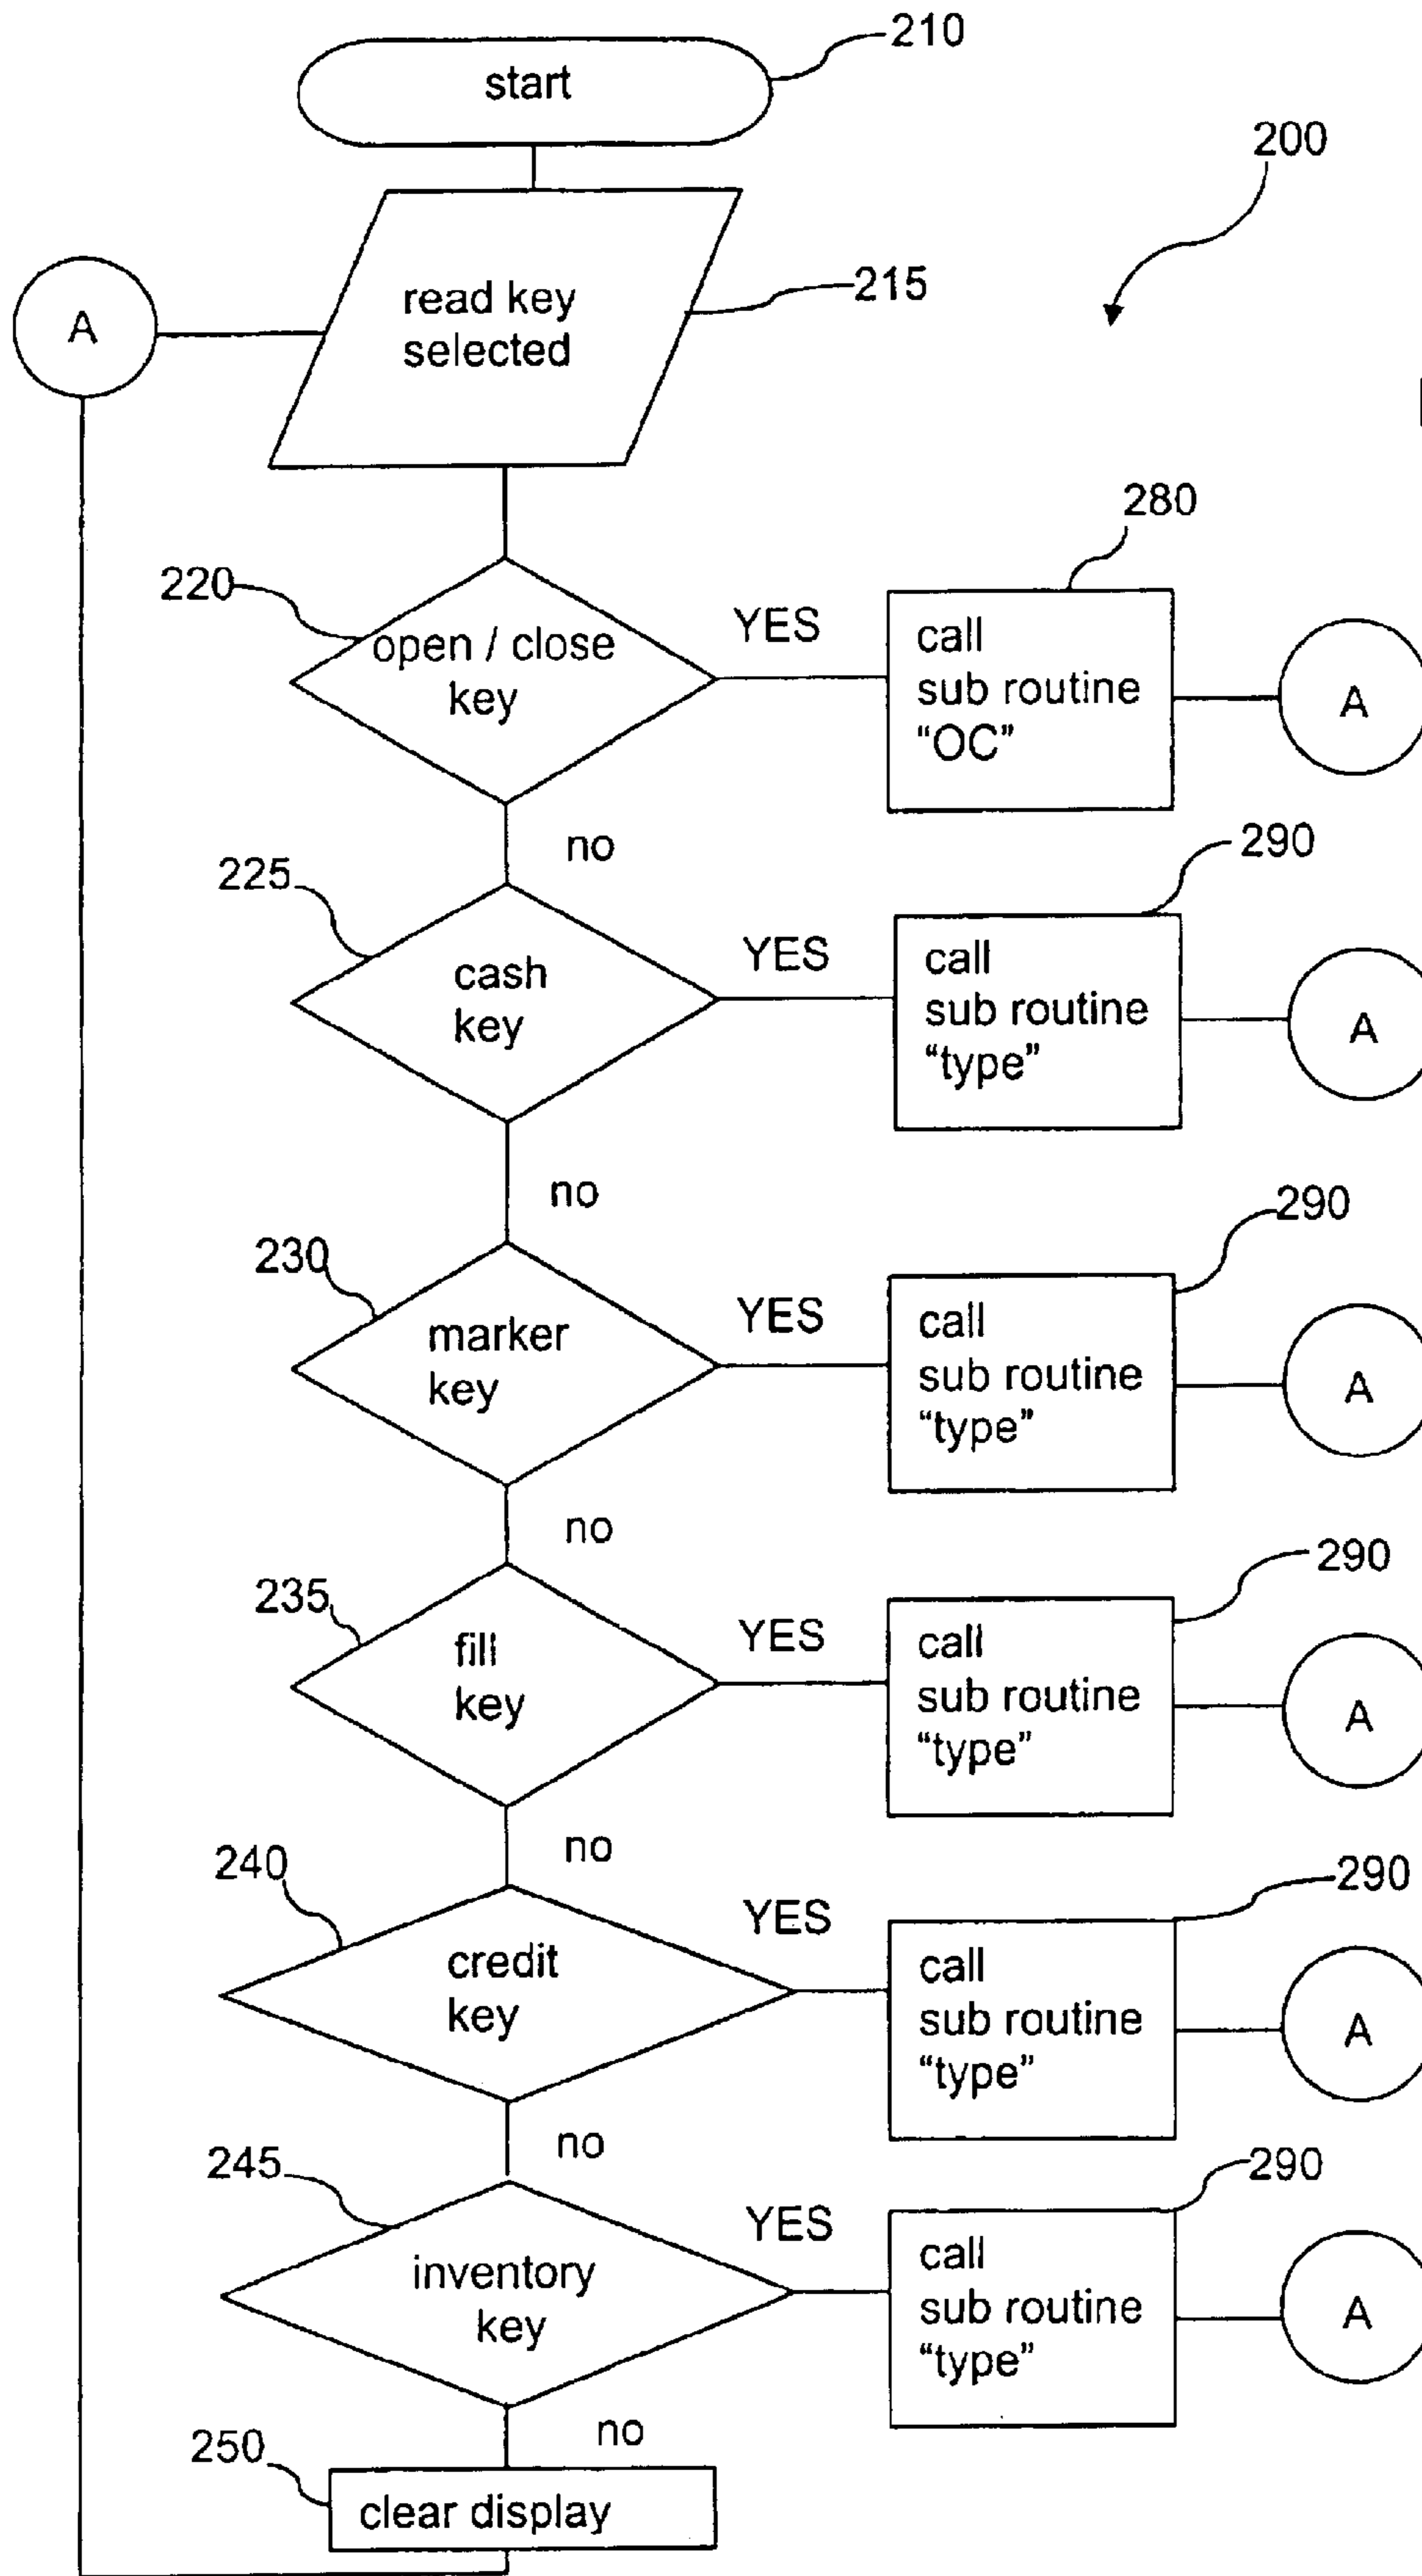 210
start
200
A
read key
selected
215
280
220
open / close
key
YES
call
sub routine
“OC”
A
no
290
225
cash
key
YES
call
sub routine
“type”
A
no
290
230
marker
key
YES
call
sub routine
“type”
A
no
290
235
fill
key
YES
call
sub routine
“type”
A
no
290
240
credit
key
YES
call
sub routine
“type”
A
no
290
245
inventory
key
YES
call
sub routine
“type”
A
no
250
clear display